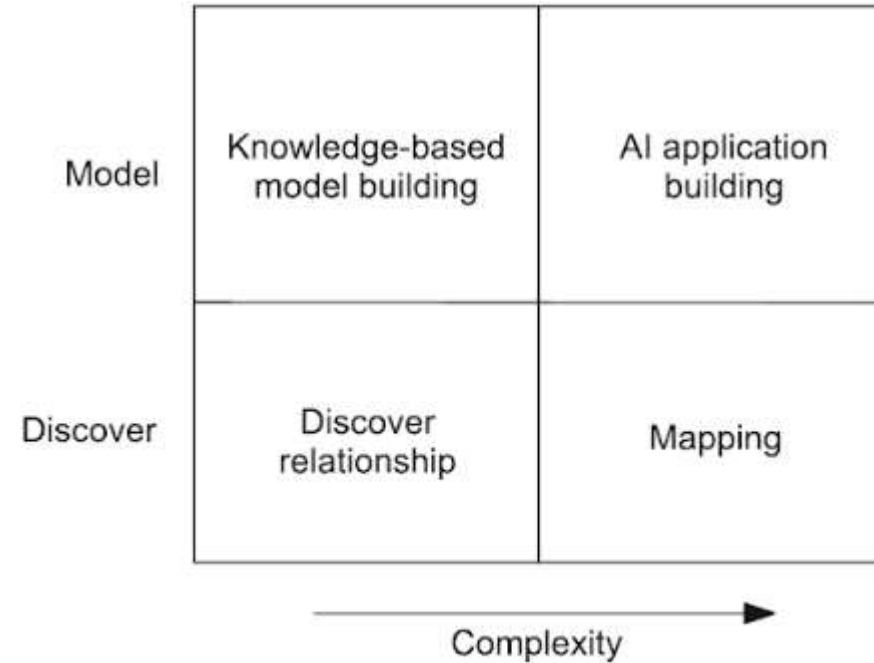 Model
Knowledge-based
model building
AI application
building
Discover
Discover
relationship
Mapping
Complexity